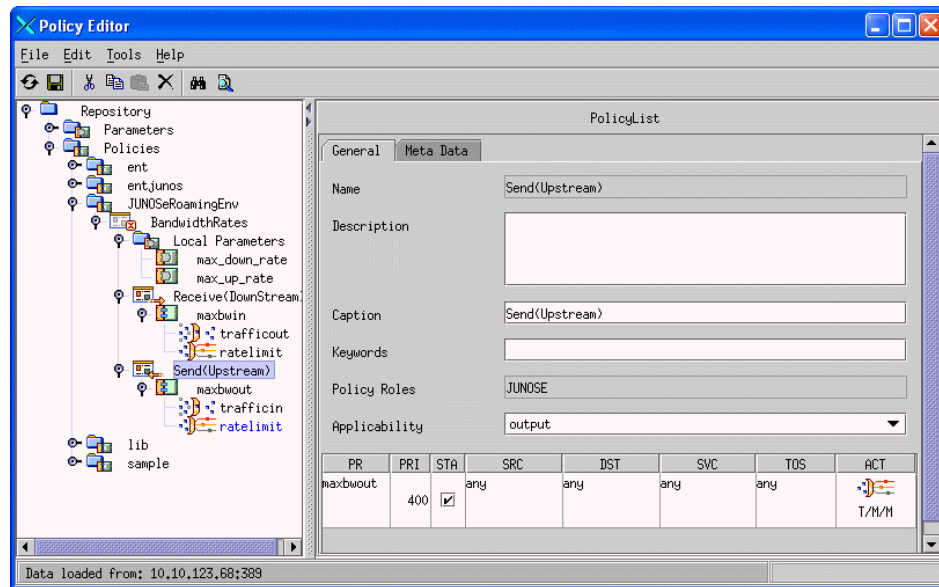 Policy Editor
File Edit Tools Help
Repository
Parameters
Policies
ent
entjunos
JUNOSeRoamingEnv
BandwidthRates
Local Parameters
max_down_rate
max_up_rate
Receive(DownStream)
maxbwin
trafficout
ratelimit
Send(Upstream)
maxbwout
trafficin
ratelimit
lib
sample
PolicyList
General Meta Data
Name Send(Upstream)
Description
Caption Send(Upstream)
Keywords
Policy Roles JUNOSE
Applicability output
PR PRI STA SRC DST SVC TOS ACT
maxbwout 400 any any any any T/M/M
Data loaded from: 10.10.123.68:389